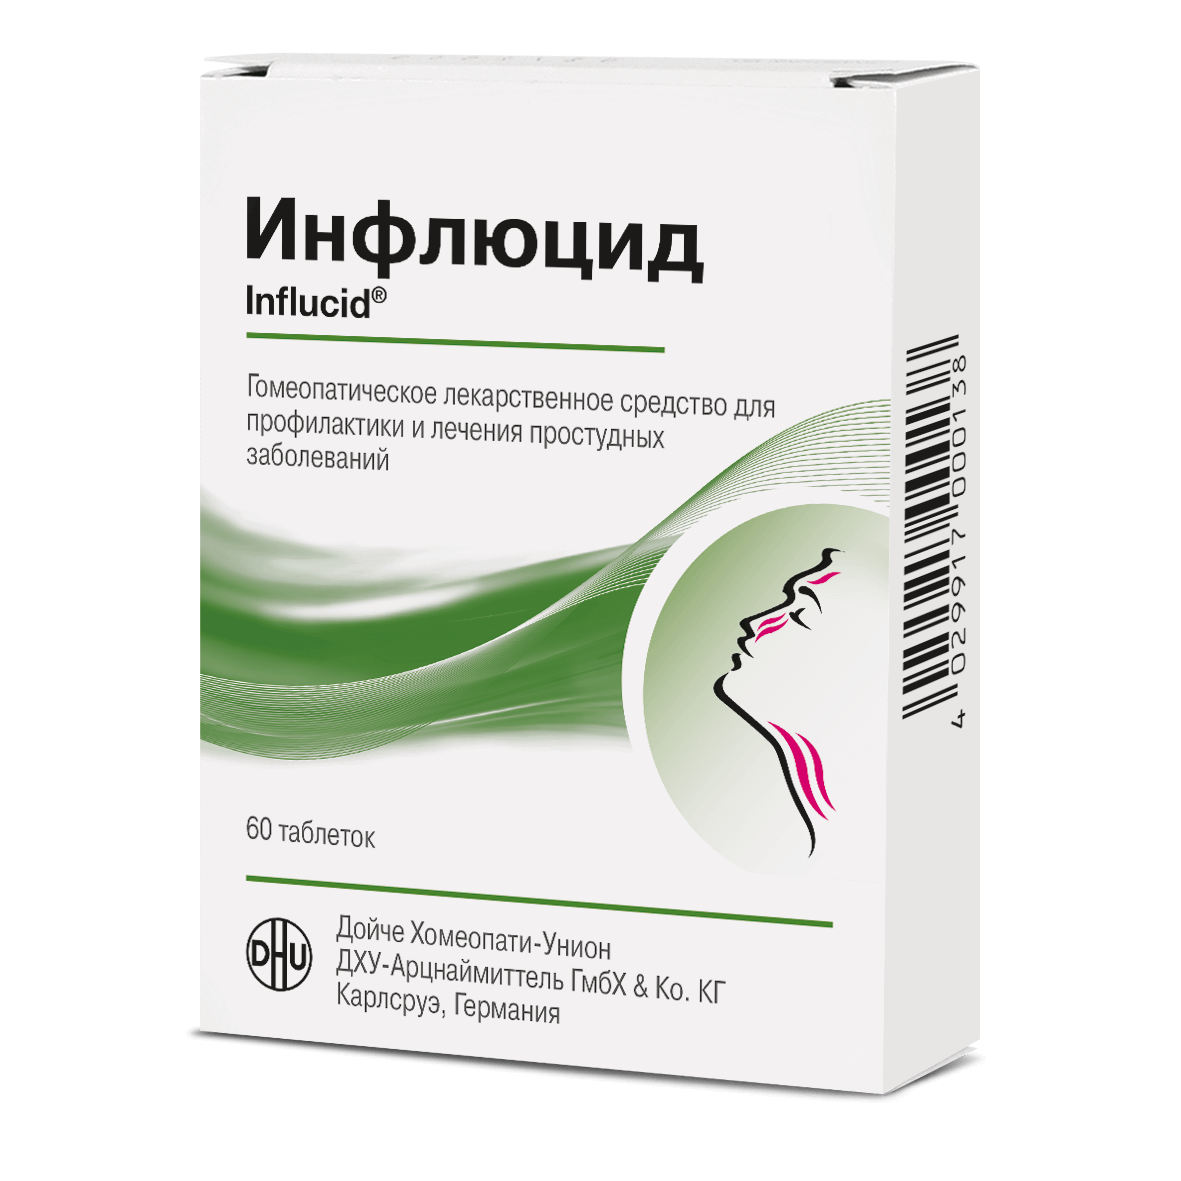 Инфлюцид
Influcid®
Гомеопатическое лекарственное средство для
профилактики и лечения простудных
заболеваний
60 таблеток
DHU
Дойче Хомеопати-Унион
ДХУ-Арцнаймиттель ГмбХ & Ко. КГ
Карлсруэ, Германия
4 029917 000138